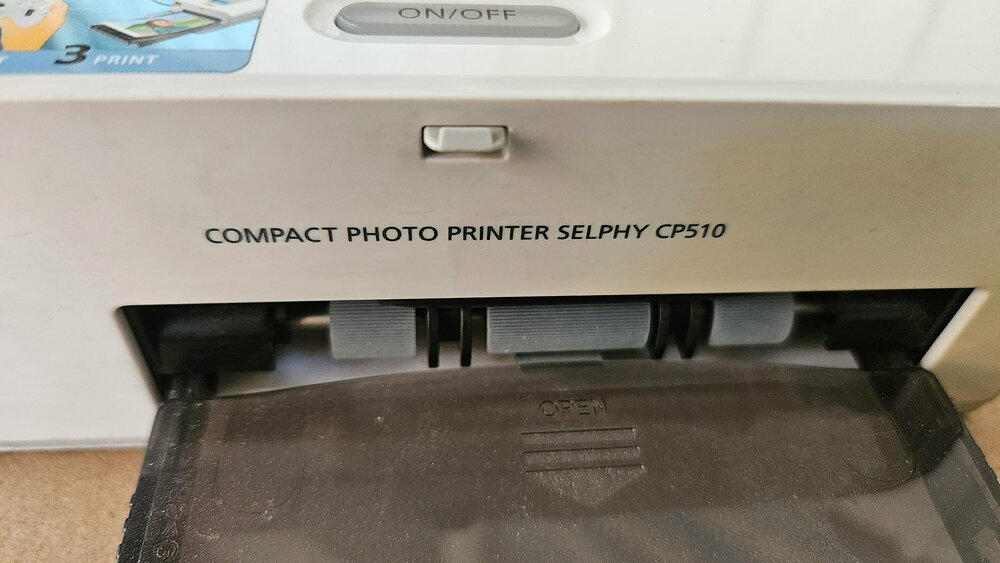 ON/OFF
3 PRINT
COMPACT PHOTO PRINTER SELPHY CP510
OPEN